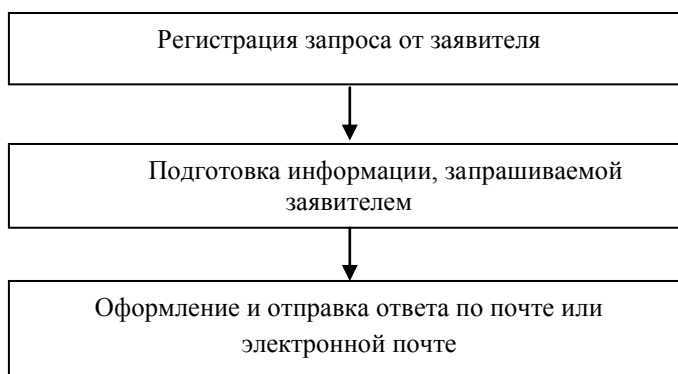 Регистрация запроса от заявителя
Подготовка информации, запрашиваемой
заявителем
Оформление и отправка ответа по почте или
электронной почте